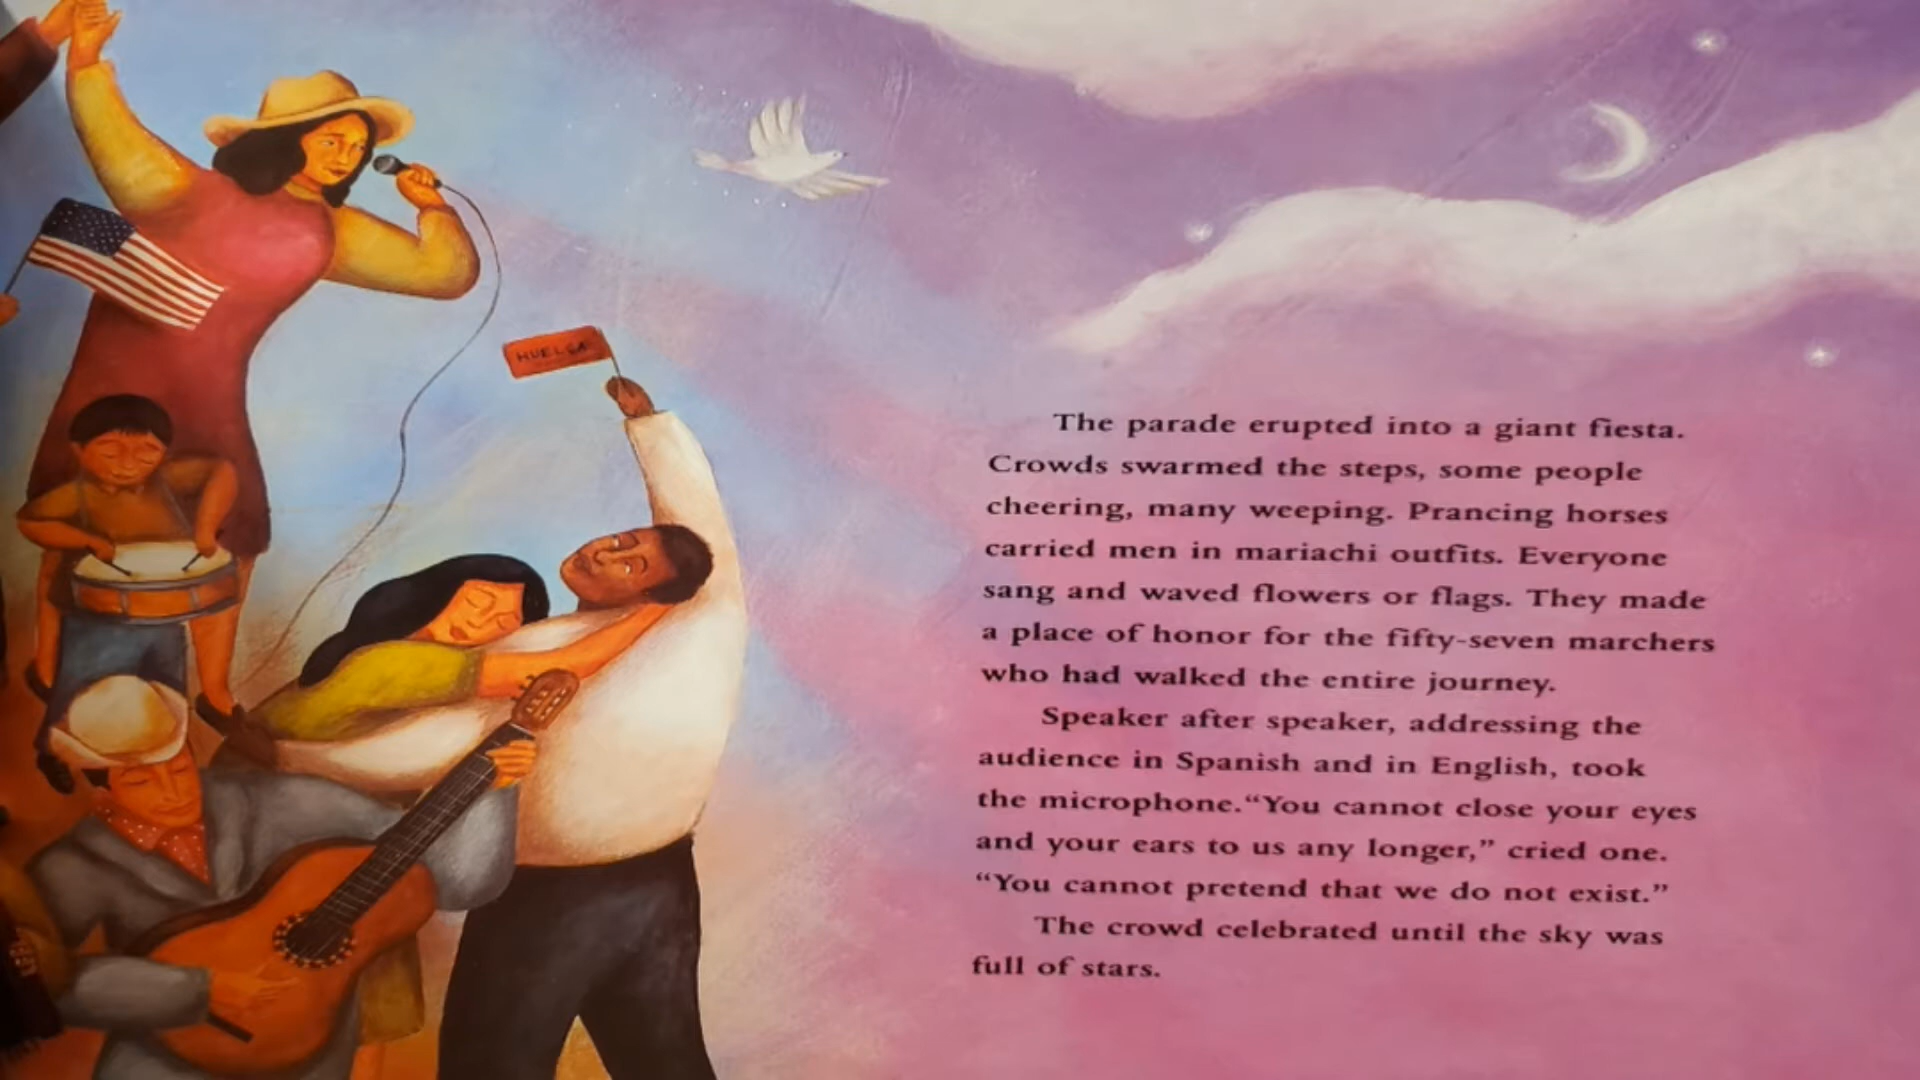 HUELGA
The parade erupted into a giant fiesta.
Crowds swarmed the steps, some people
cheering, many weeping. Prancing horses
carried men in mariachi outfits. Everyone
sang and waved flowers or flags. They made
a place of honor for the fifty-seven marchers
who had walked the entire journey.
Speaker after speaker, addressing the
audience in Spanish and in English, took
the microphone. “You cannot close your eyes
and your ears to us any longer,” cried one.
“You cannot pretend that we do not exist.”
The crowd celebrated until the sky was
full of stars.